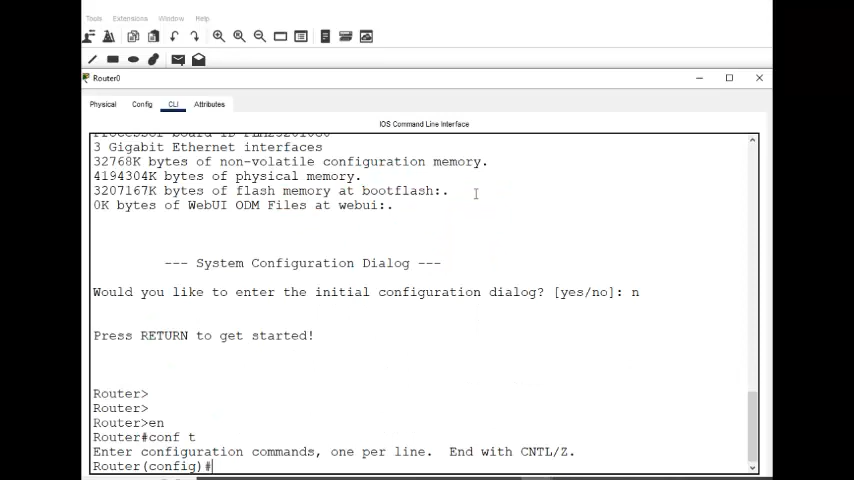 Tools Extensions Window Help
Router0
Physical Config CLI Attributes
IOS Command Line Interface
3 Gigabit Ethernet interfaces
32768K bytes of non-volatile configuration memory.
4194304K bytes of physical memory.
3207167K bytes of flash memory at bootflash:.
0K bytes of WebUI ODM Files at webui:.
--- System Configuration Dialog ---
Would you like to enter the initial configuration dialog? [yes/no]: n
Press RETURN to get started!
Router>
Router>
Router>en
Router#conf t
Enter configuration commands, one per line. End with CNTL/Z.
Router(config)#